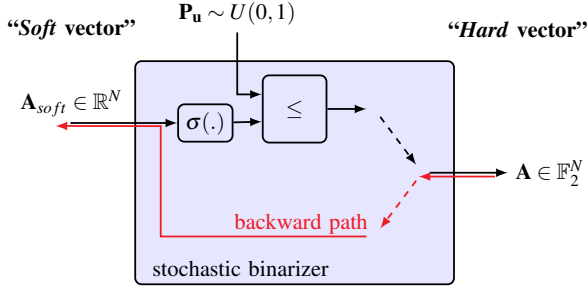 "Soft vector"
P_u ∼ U(0,1)
"Hard vector"
A_soft ∈ ℝ^N
σ(.)
≤
A ∈ 𝔽_2^N
backward path
stochastic binarizer